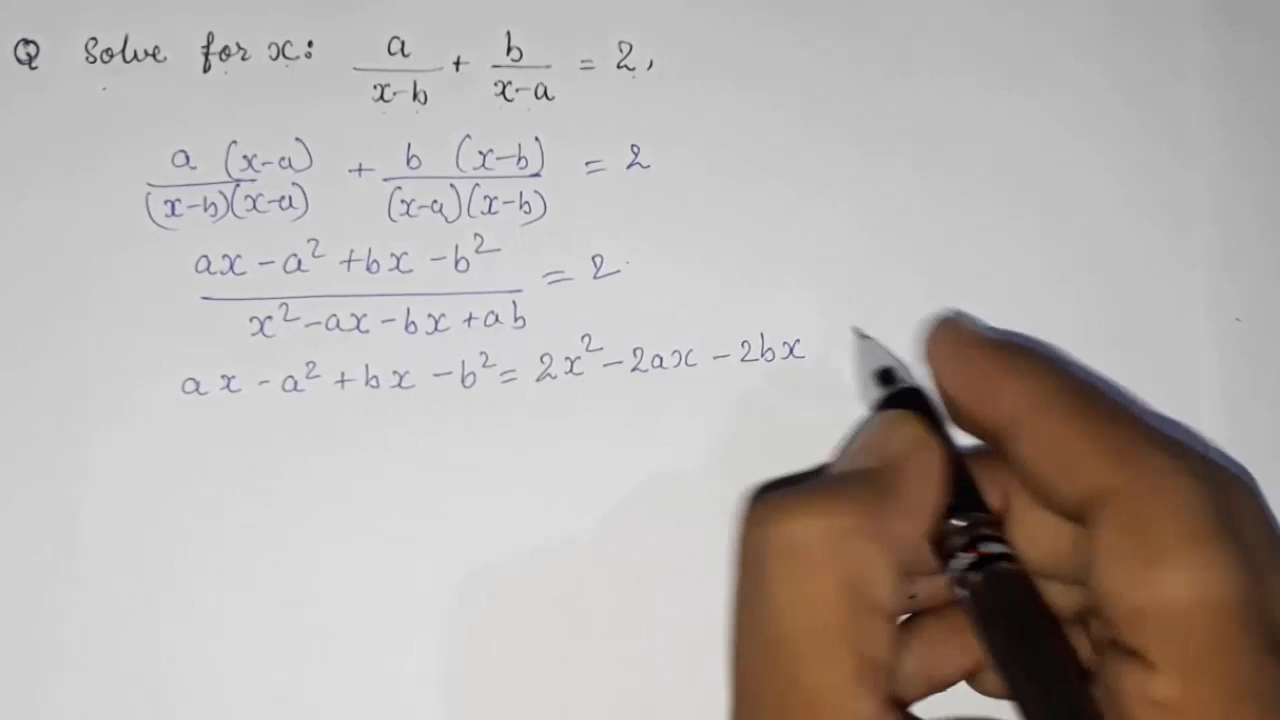 Q Solve for x: a/(x-b) + b/(x-a) = 2,
a (x-a)/(x-b)(x-a) + b (x-b)/(x-a)(x-b) = 2
ax - a² + bx - b²/x² - ax - bx + ab = 2
ax - a² + bx - b² = 2x² - 2ax - 2bx